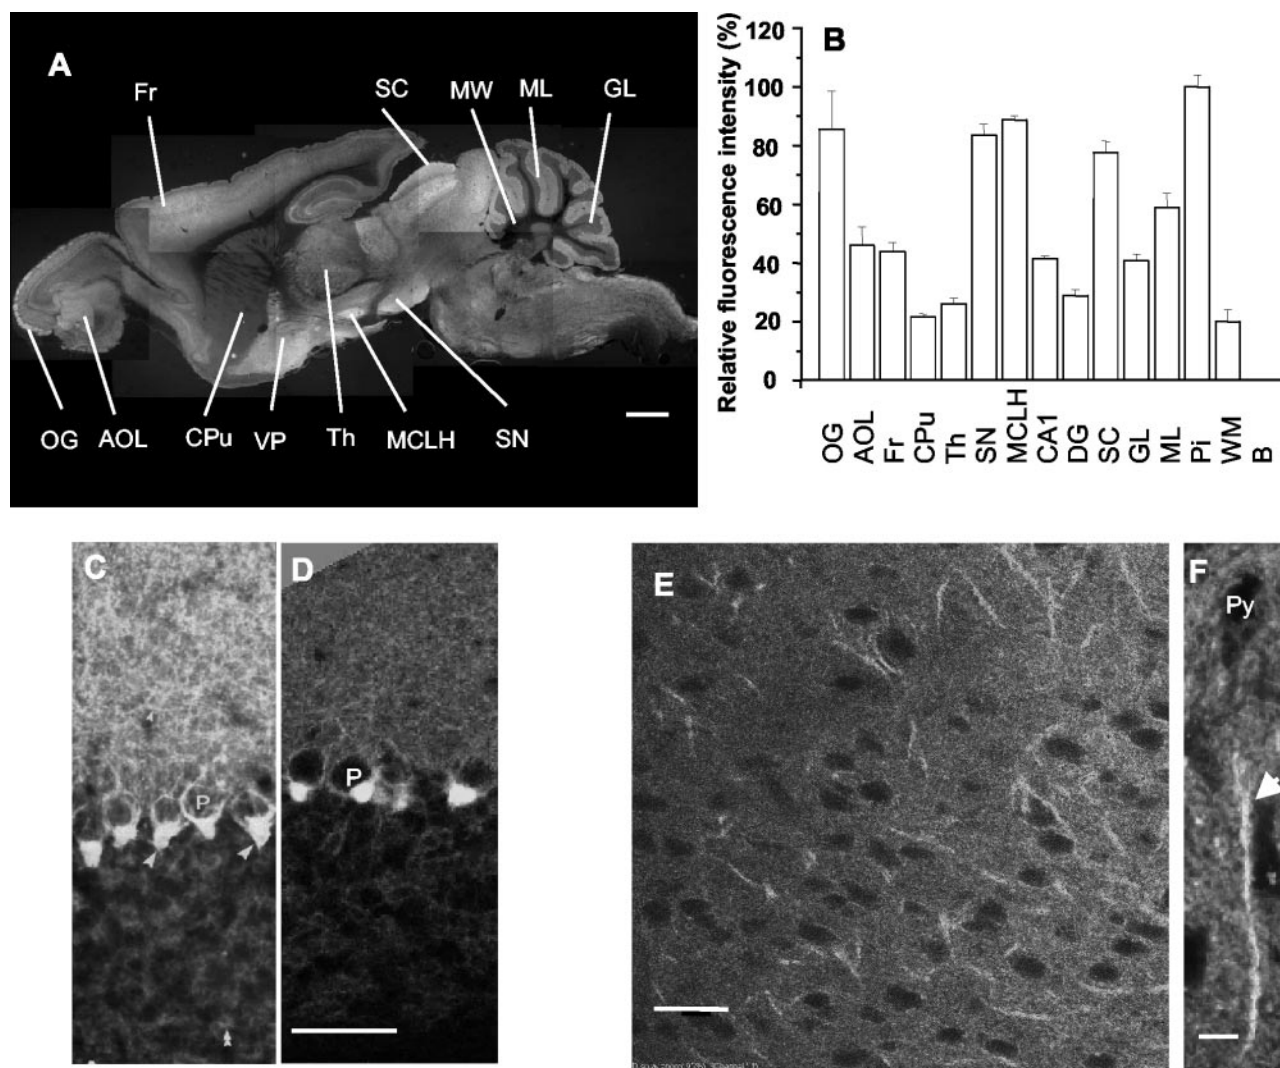 A
Fr
SC
MW
ML
GL
OG
AOL
CPu
VP
Th
MCLH
SN
B
Relative fluorescence intensity (%)
120
100
80
60
40
20
0
OG
AOL
Fr
CPu
Th
SN
MCLH
CA1
DG
SC
GL
ML
Pi
WM
B
C
P
D
P
E
F
Py